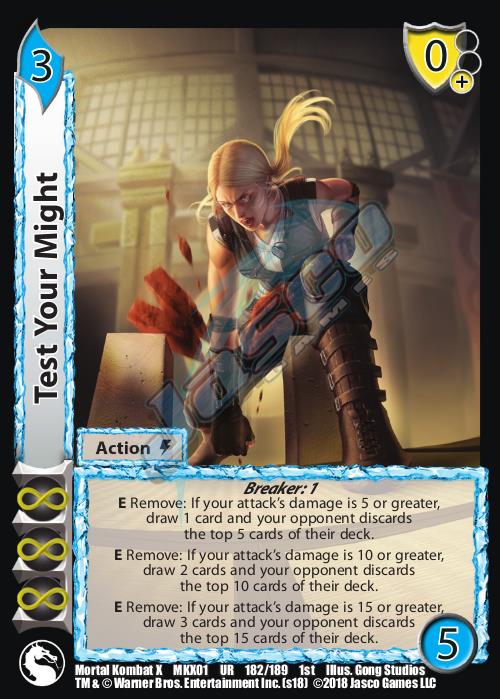 3
0
+
Test Your Might
JASCO
GAMES
Action
Breaker: 1
E Remove: If your attack's damage is 5 or greater,
draw 1 card and your opponent discards
the top 5 cards of their deck.
E Remove: If your attack's damage is 10 or greater,
draw 2 cards and your opponent discards
the top 10 cards of their deck.
E Remove: If your attack's damage is 15 or greater,
draw 3 cards and your opponent discards
the top 15 cards of their deck.
5
Mortal Kombat X MKX01 UR 182/189 1st Illus. Gong Studios
TM & © Warner Bros. Entertainment Inc. (s18) ©2018 Jasco Games LLC